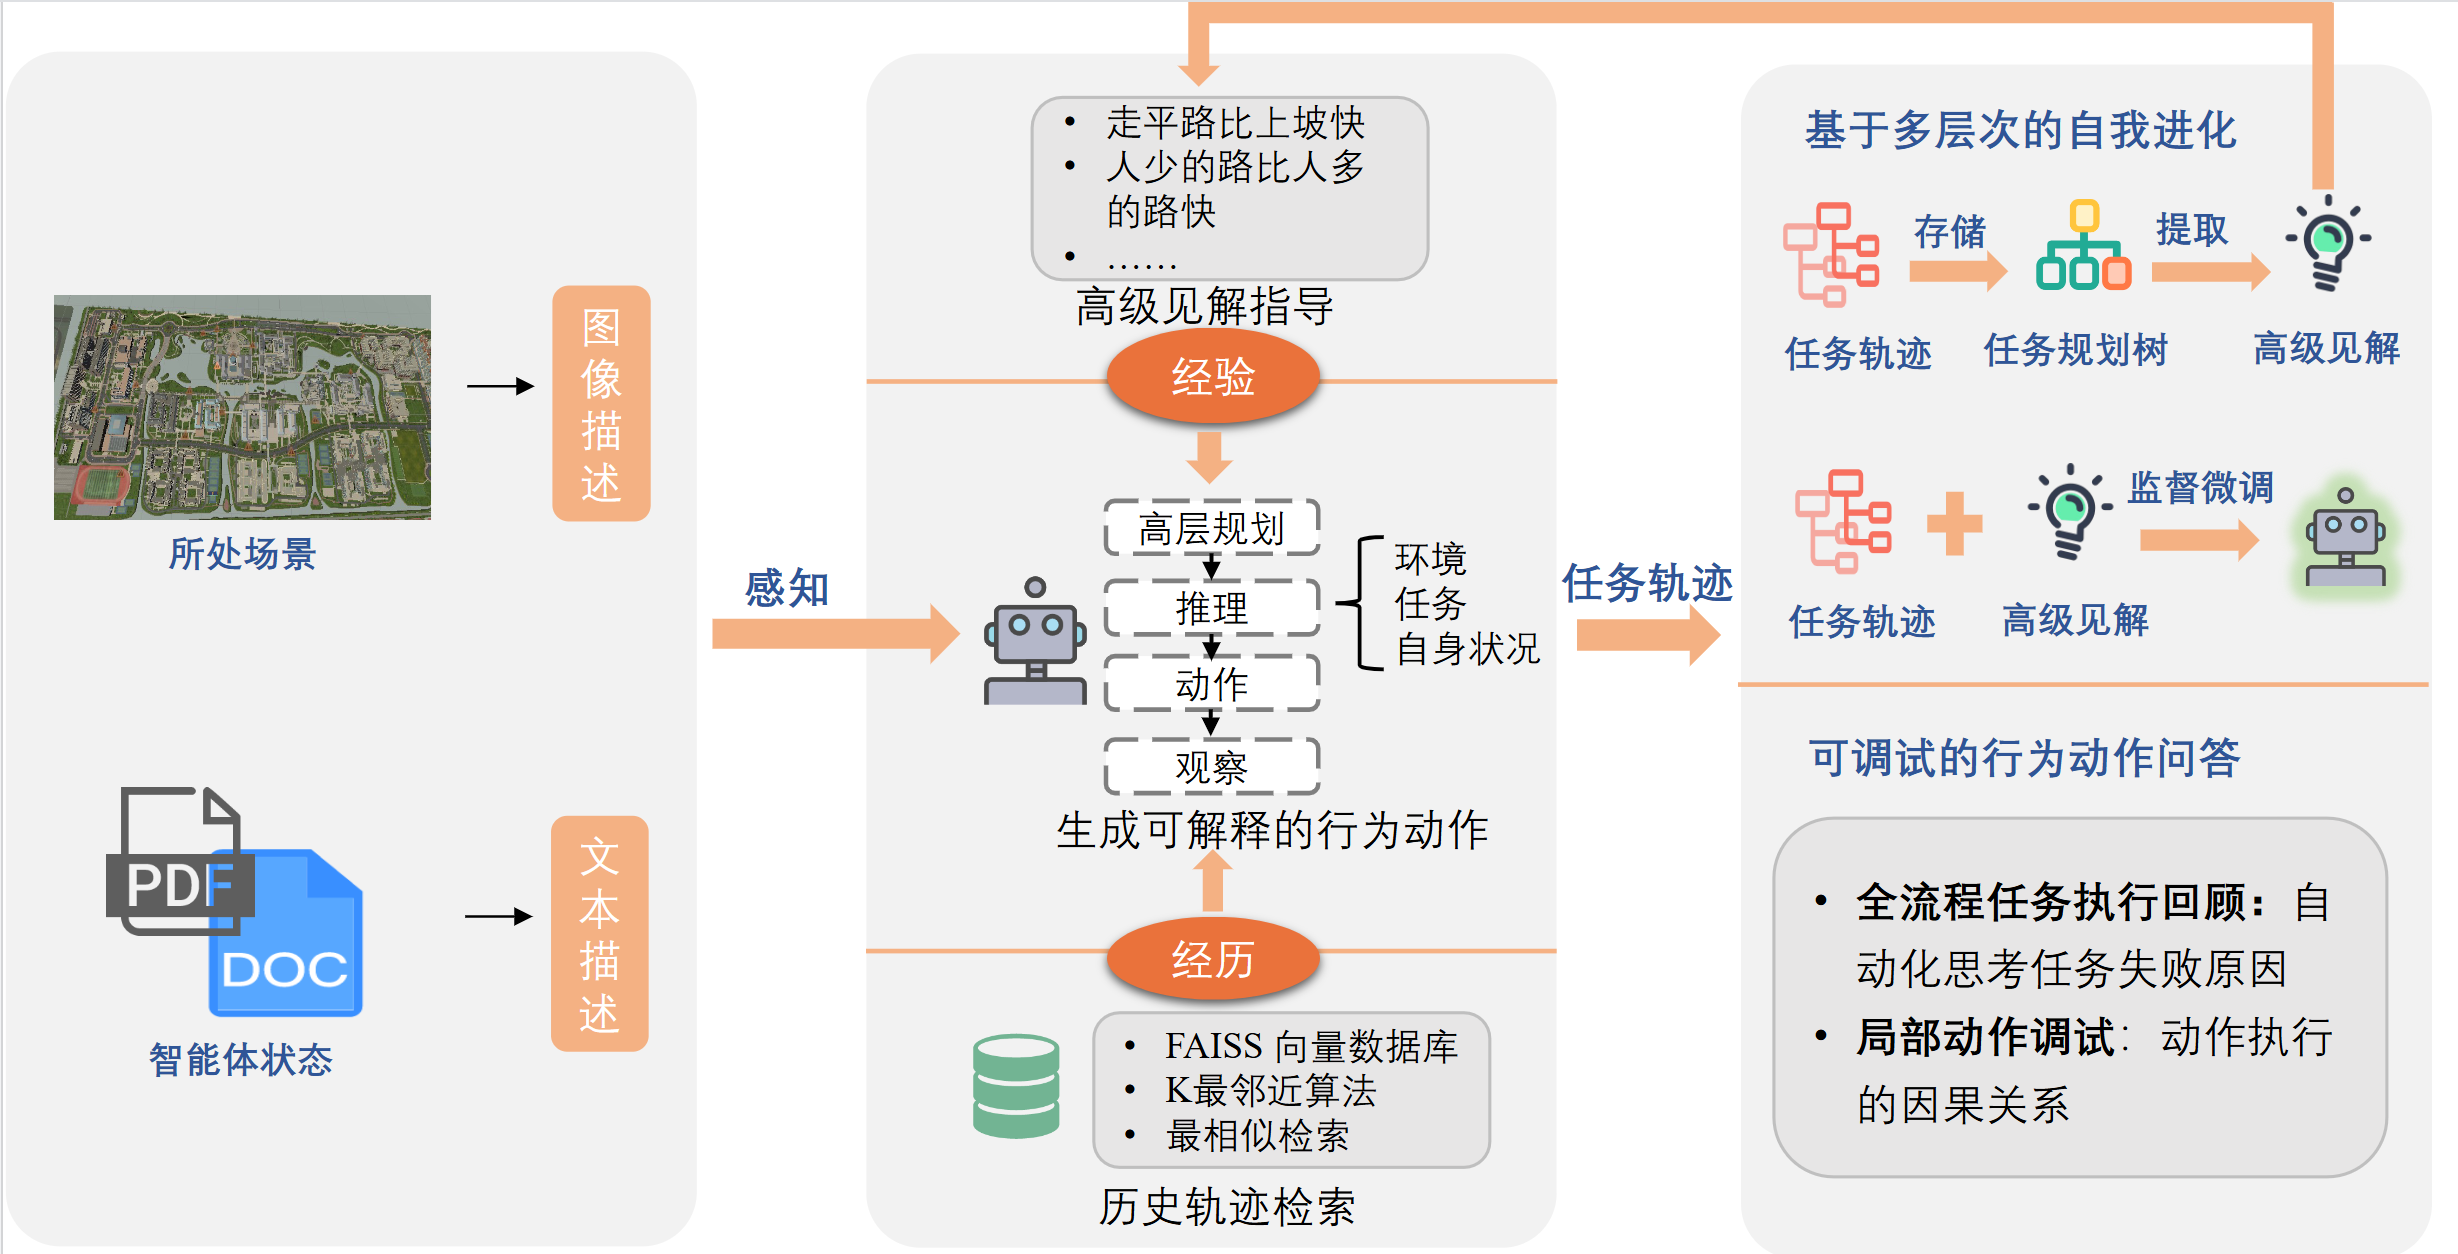 图像描述
所处场景
PDF
DOC
文本描述
智能体状态
感知
• 走平路比上坡快
• 人少的路比人多
的路快
• ……
高级见解指导
经验
高层规划
推理
动作
观察
环境
任务
自身状况
生成可解释的行为动作
经历
• FAISS 向量数据库
• K最邻近算法
• 最相似检索
历史轨迹检索
任务轨迹
基于多层次的自我进化
存储
提取
任务轨迹
任务规划树
高级见解
监督微调
任务轨迹
高级见解
可调试的行为动作问答
• 全流程任务执行回顾：自
动化思考任务失败原因
• 局部动作调试：动作执行
的因果关系